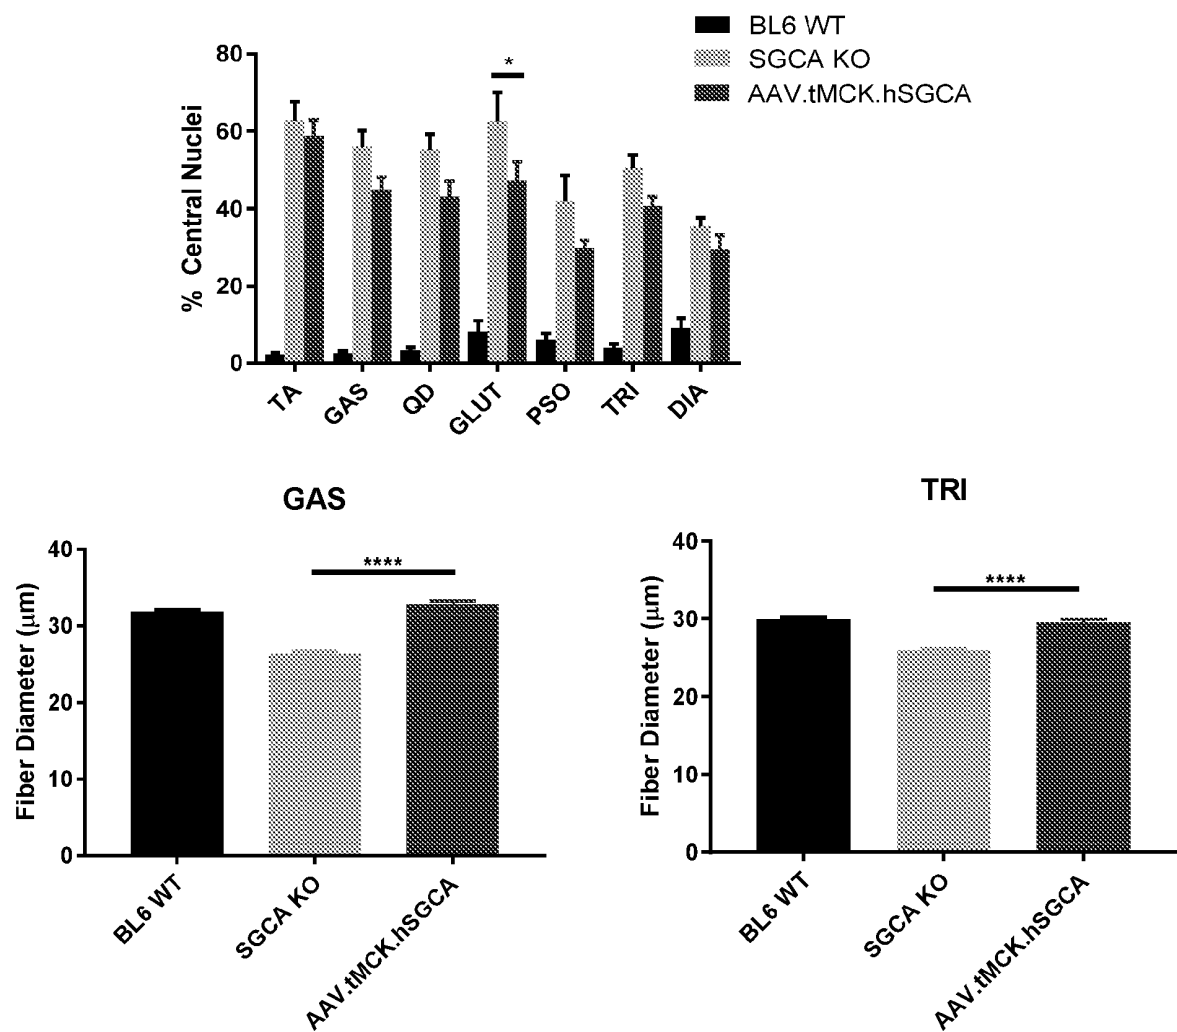 BL6 WT
SGCA KO
AAV.tMCK.hSGCA
% Central Nuclei
80
60
40
20
0
*
TA
GAS
QD
GLUT
PSO
TRI
DIA
GAS
Fiber Diameter (μm)
40
30
20
10
0
****
BL6 WT
SGCA KO
AAV.tMCK.hSGCA
TRI
Fiber Diameter (μm)
40
30
20
10
0
****
BL6 WT
SGCA KO
AAV.tMCK.hSGCA